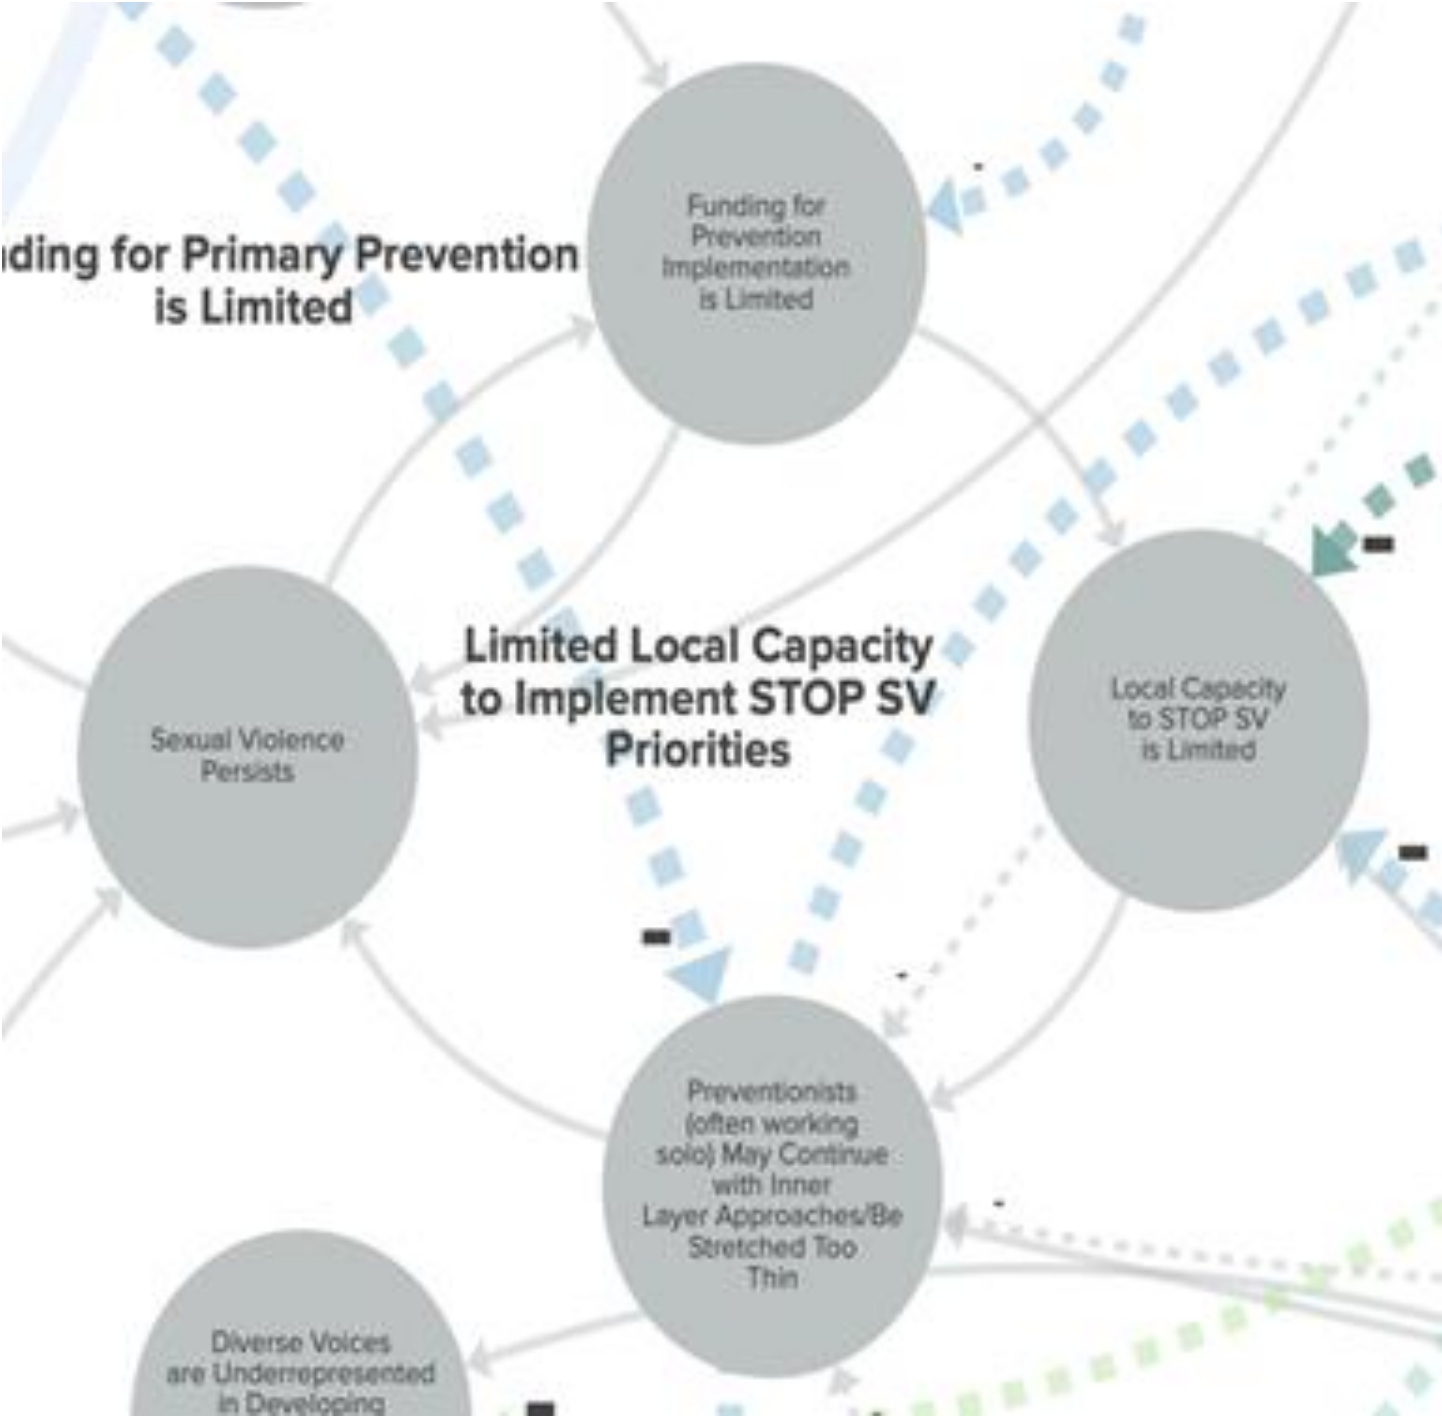 Funding for
Prevention
Implementation
is Limited
nding for Primary Prevention
is Limited
Limited Local Capacity
to Implement STOP SV
Priorities
Local Capacity
to STOP SV
is Limited
Sexual Violence
Persists
Preventionists
(often working
solo) May Continue
with Inner
Layer Approaches/Be
Stretched Too
Thin
Diverse Voices
are Underrepresented
in Developing